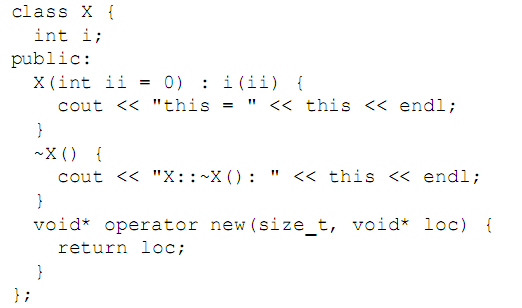 class X {
  int i;
public:
  X(int ii = 0) : i(ii) {
    cout << "this = " << this << endl;
  }
  ~X() {
    cout << "X::~X(): " << this << endl;
  }
  void* operator new(size_t, void* loc) {
    return loc;
  }
};